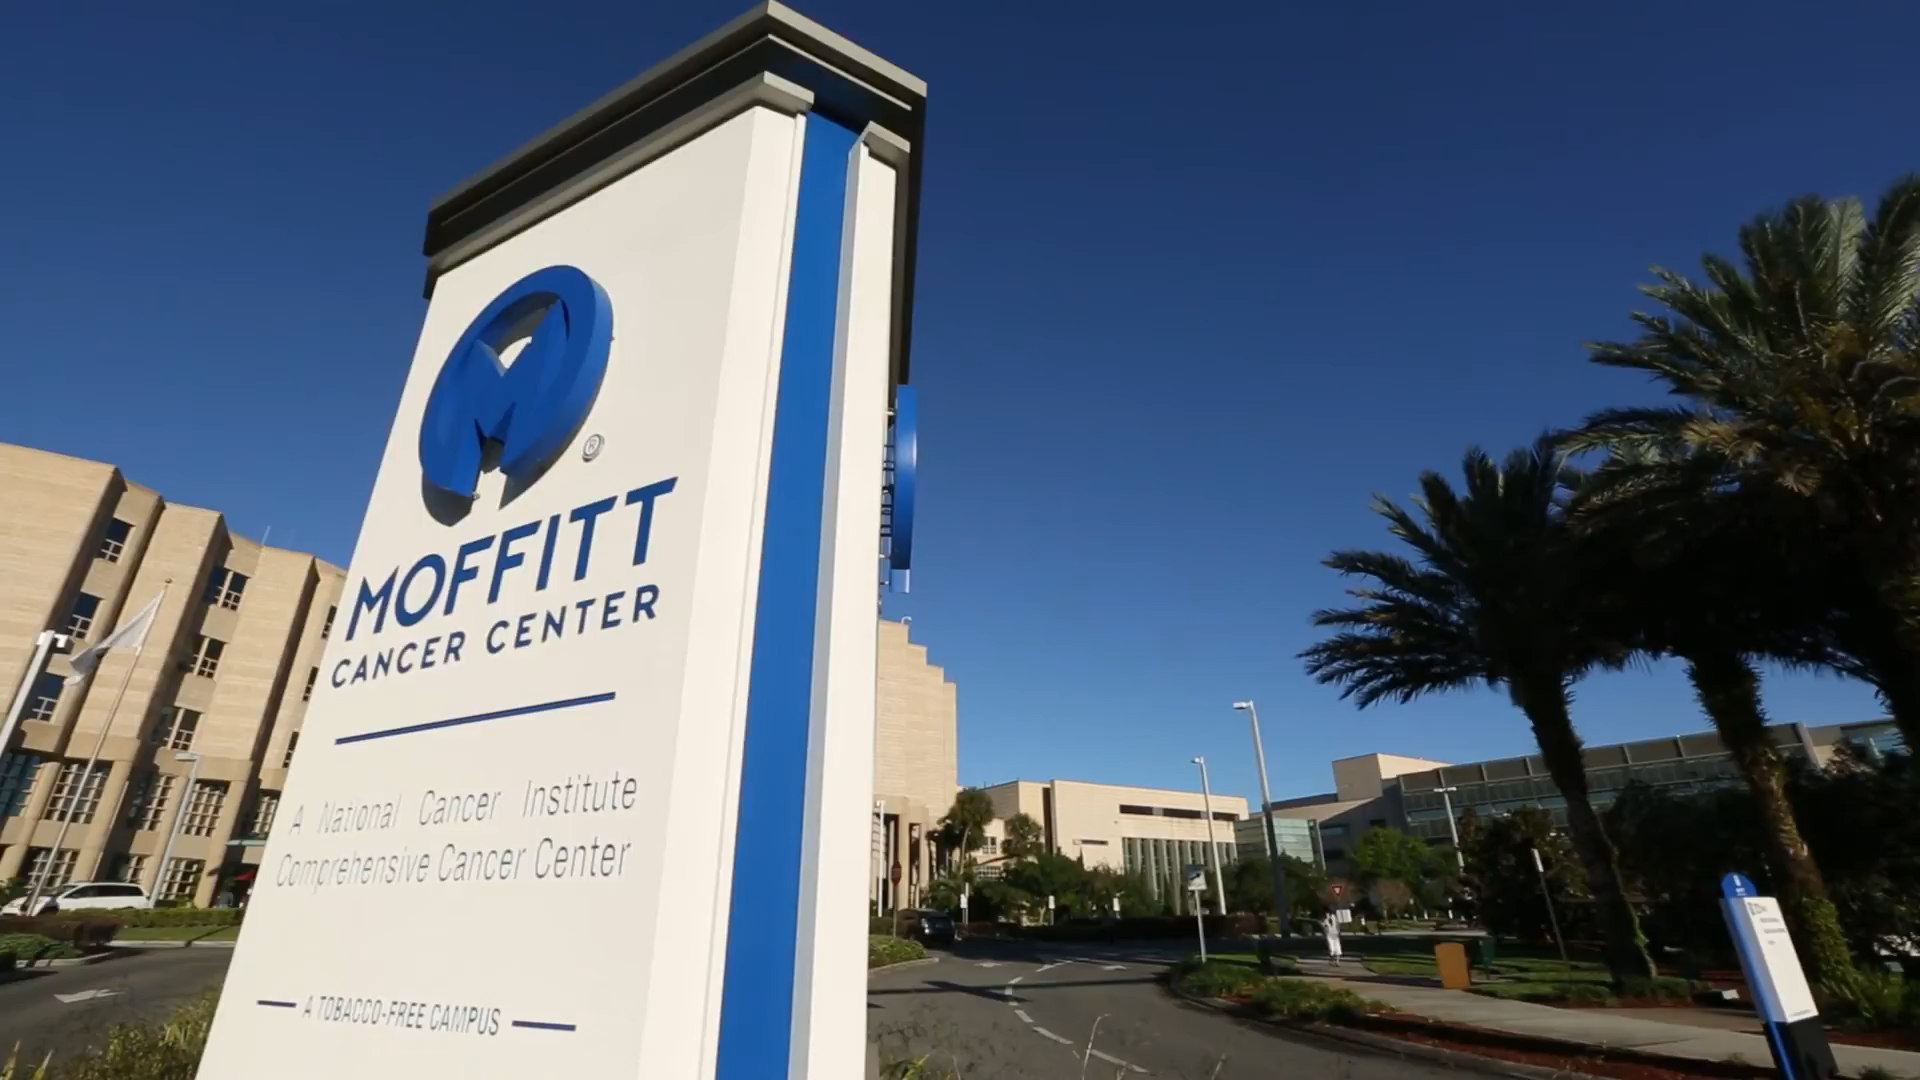 M
®
MOFFITT
CANCER CENTER
A National Cancer Institute
Comprehensive Cancer Center
A TOBACCO-FREE CAMPUS